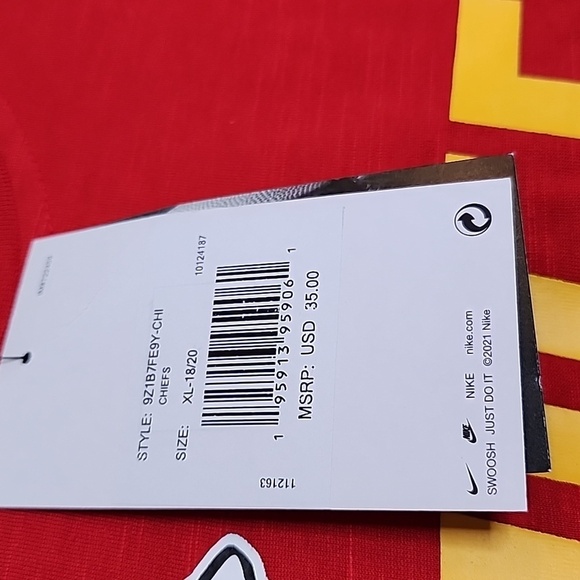 10124187
STYLE: 9Z1B7FE9Y-CHI
CHIEFS
SIZE: XL-18/20
1 95913 95906 1
MSRP: USD 35.00
112163
NIKE nike.com
SWOOSH JUST DO IT ©2021 Nike